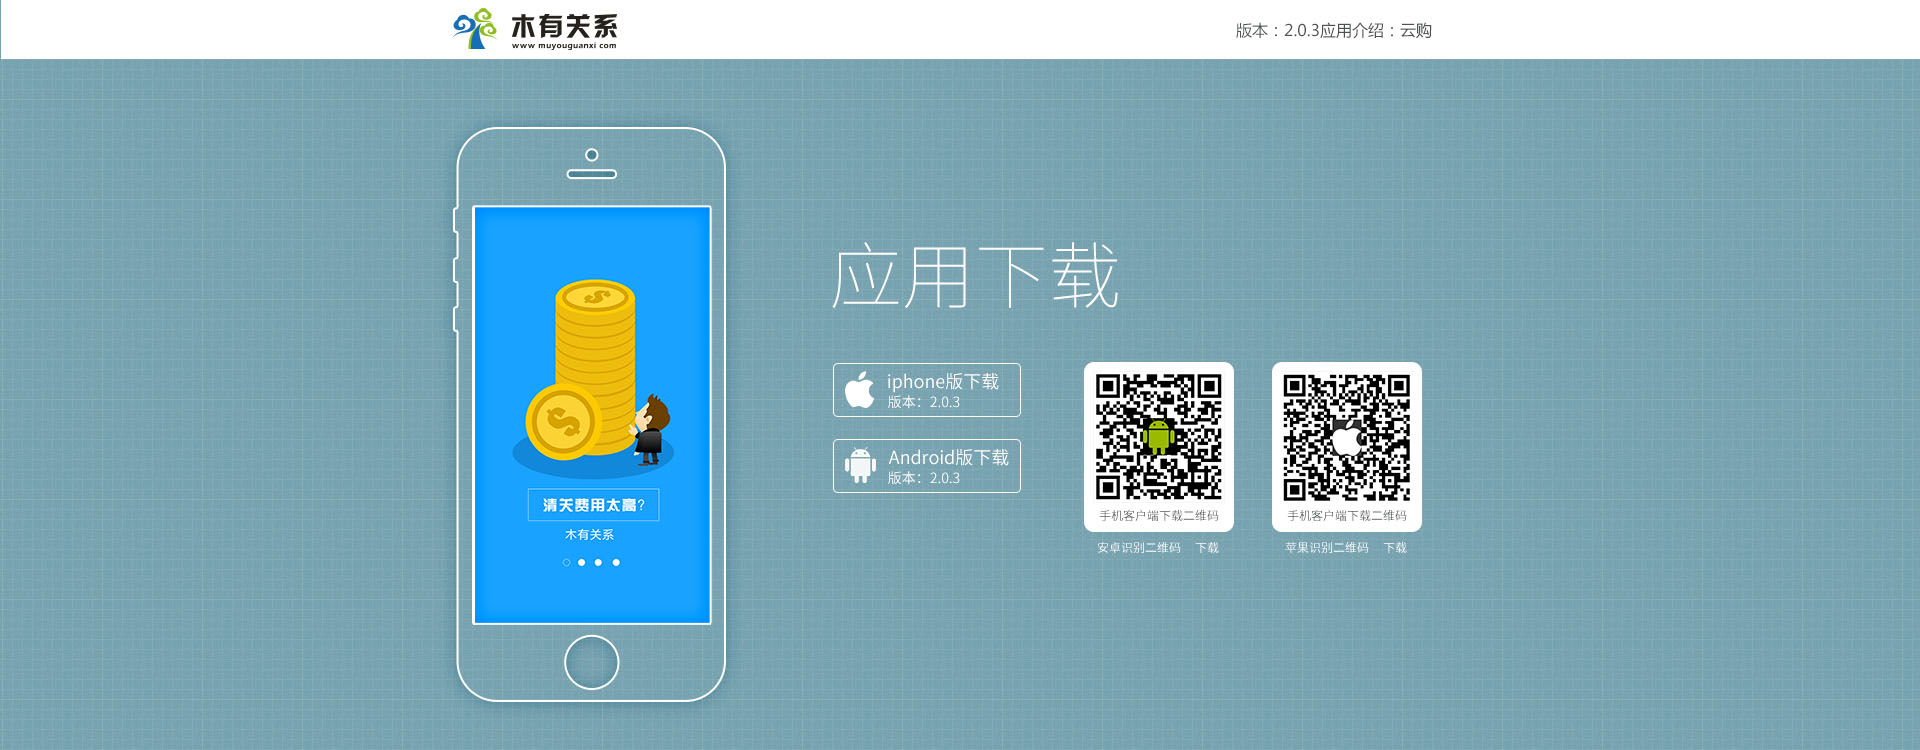 木有关系
www muyouguanxi com
版本：2.0.3应用介绍：云购
应用下载
iphone版下载
版本：2.0.3
Android版下载
版本：2.0.3
手机客户端下载二维码
手机客户端下载二维码
安卓识别二维码 下载
苹果识别二维码 下载
清关费用太高?
木有关系